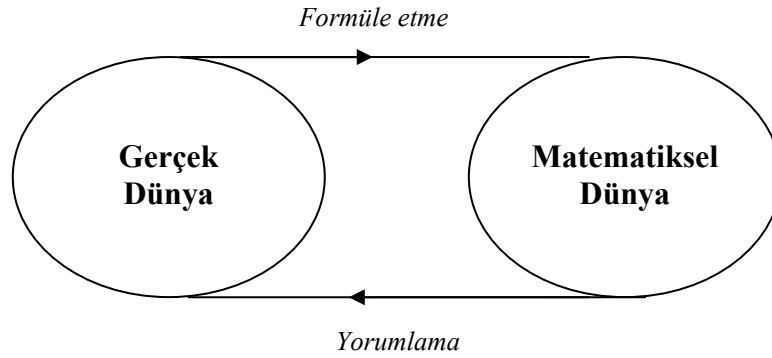 Formüle etme
Gerçek
Dünya
Matematiksel
Dünya
Yorumlama